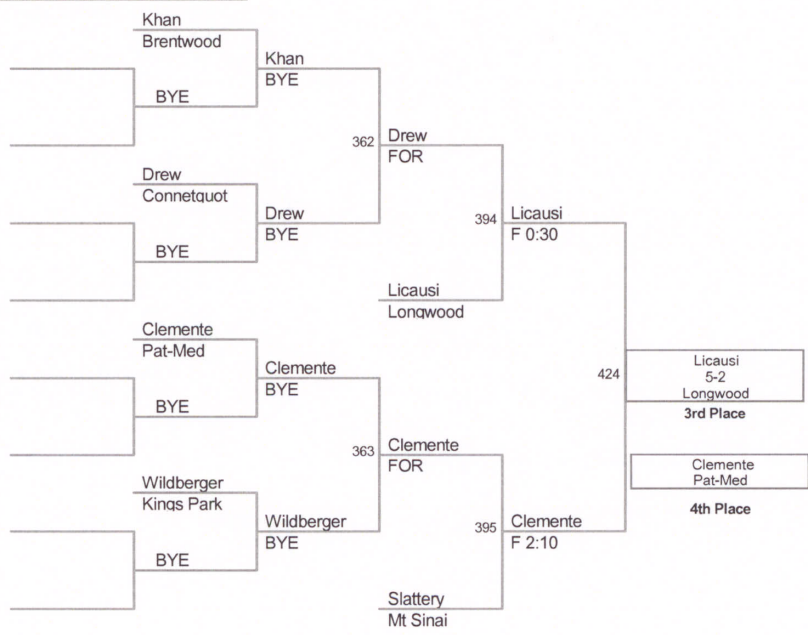 Khan
Brentwood
Khan
BYE
BYE
362
Drew
FOR
Drew
Connetquot
Drew
BYE
BYE
394
Licausi
F 0:30
Licausi
Longwood
Clemente
Pat-Med
Clemente
BYE
BYE
424
Licausi
5-2
Longwood
3rd Place
363
Clemente
FOR
Clemente
Pat-Med
4th Place
Wildberger
Kings Park
Wildberger
BYE
BYE
395
Clemente
F 2:10
Slattery
Mt Sinai